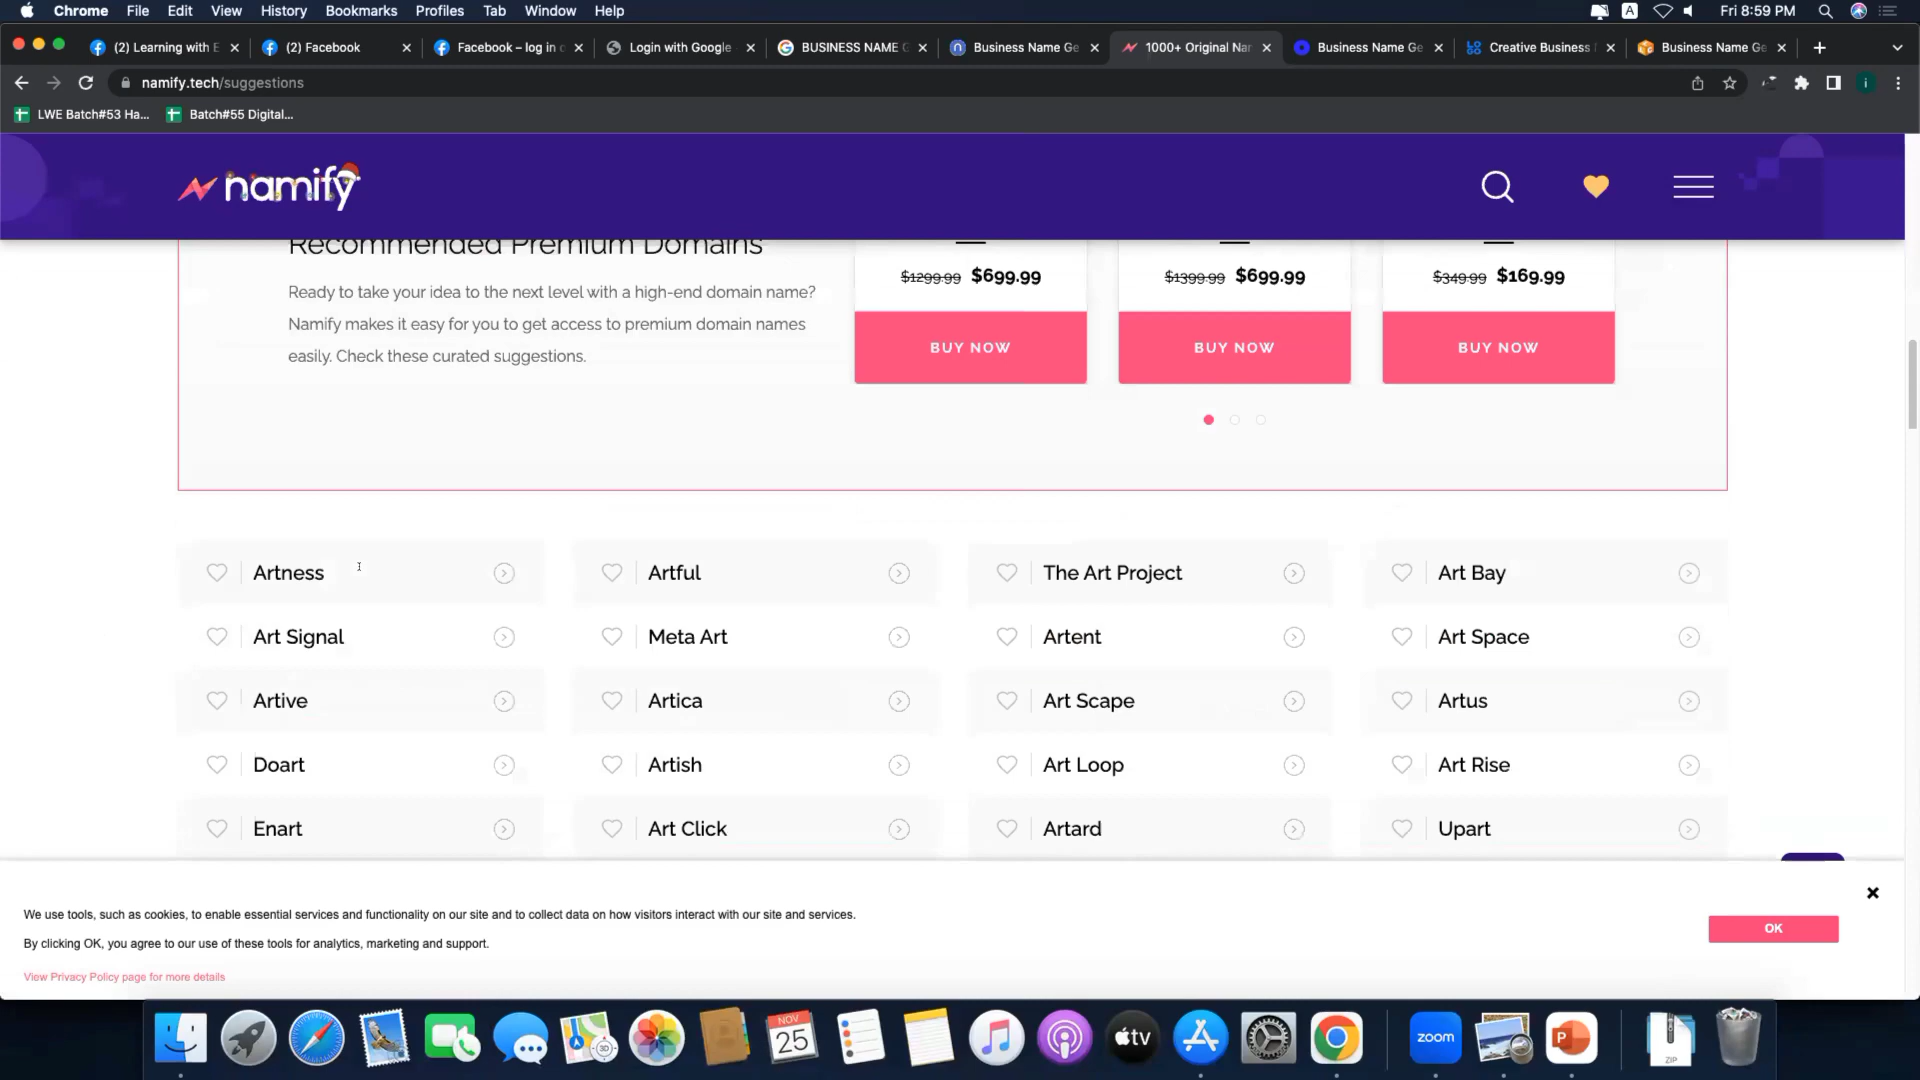 Chrome File Edit View History Bookmarks Profiles Tab Window Help A Fri 8:59 PM
(2) Learning with E (2) Facebook Facebook – log in o Login with Google BUSINESS NAME G Business Name Ge 1000+ Original Nar Business Name Ge Creative Business Business Name Ge
namify.tech/suggestions i
LWE Batch#53 Ha... Batch#55 Digital...
namify
Recommended Premium Domains
$1299.99 $699.99 $1399.99 $699.99 $349.99 $169.99
Ready to take your idea to the next level with a high-end domain name?
Namify makes it easy for you to get access to premium domain names
easily. Check these curated suggestions.
BUY NOW BUY NOW BUY NOW
Artness Artful The Art Project Art Bay
Art Signal Meta Art Artent Art Space
Artive Artica Art Scape Artus
Doart Artish Art Loop Art Rise
Enart Art Click Artard Upart
We use tools, such as cookies, to enable essential services and functionality on our site and to collect data on how visitors interact with our site and services.
By clicking OK, you agree to our use of these tools for analytics, marketing and support.
OK
View Privacy Policy page for more details
NOV
25
tv
zoom
P
ZIP